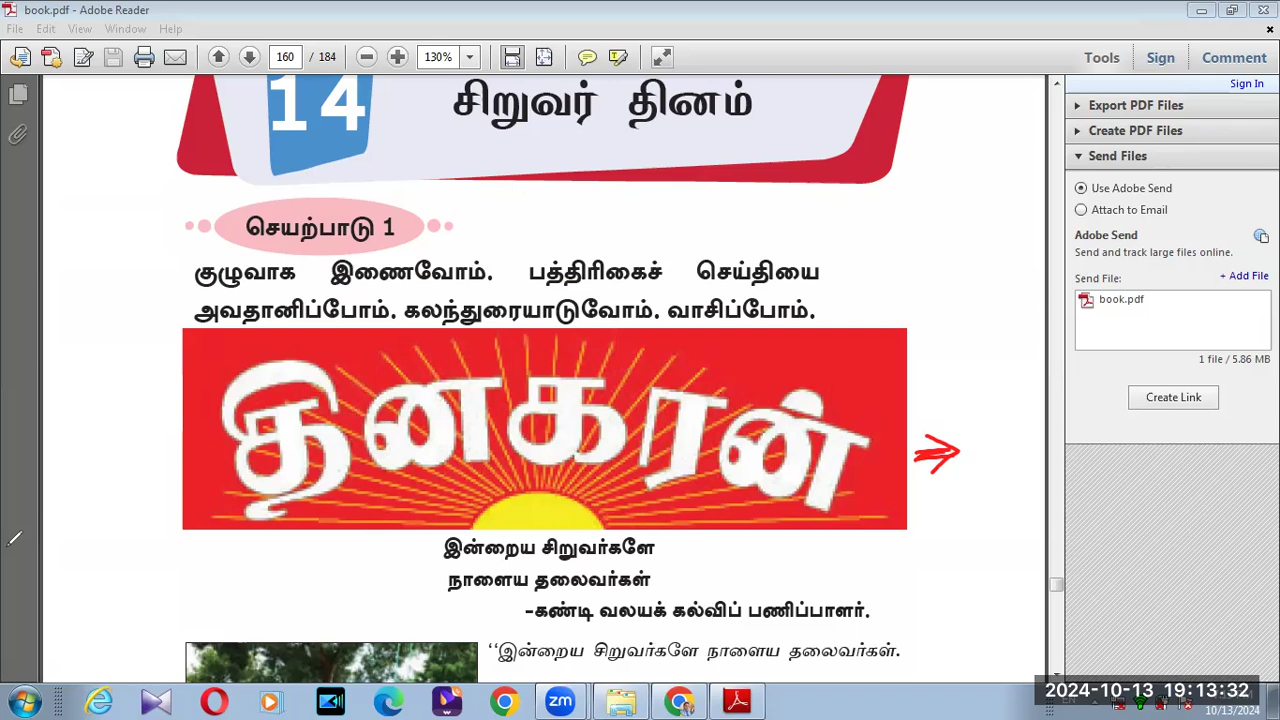 book.pdf - Adobe Reader
File Edit View Window Help
160 / 184 130% Tools Sign Comment
Sign In
Export PDF Files
Create PDF Files
Send Files
Use Adobe Send
Attach to Email
Adobe Send
Send and track large files online.
Send File: + Add File
book.pdf
1 file / 5.86 MB
Create Link
14 சிறுவர் தினம்
செயற்பாடு 1
குழுவாக இணைவோம். பத்திரிகைச் செய்தியை
அவதானிப்போம். கலந்துரையாடுவோம். வாசிப்போம்.
தினகரன்
இன்றைய சிறுவர்களே
நாளைய தலைவர்கள்
-கண்டி வலயக் கல்விப் பணிப்பாளர்.
‘‘இன்றைய சிறுவர்களே நாளைய தலைவர்கள்.
zm
EN
2024-10-13 19:13:32
10/13/2024